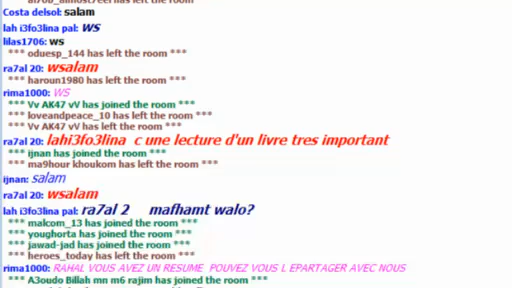 Costa delsol: salam
lah i3fo3lina pal: ws
lilas1706: ws
*** oduesp_144 has left the room ***
ra7al 20: wsalam
*** haroun1980 has left the room ***
rima1000: WS
*** Vv AK47 vV has joined the room ***
*** loveandpeace_10 has left the room ***
*** Vv AK47 vV has left the room ***
ra7al 20: lahi3fo3lina c une lecture d'un livre tres important
*** ijnan has joined the room ***
*** ma9hour khoukom has left the room ***
ijnan: salam
ra7al 20: wsalam
lah i3fo3lina pal: ra7al 2 mafhamt walo?
*** malcom_13 has joined the room ***
*** youghorta has joined the room ***
*** jawad-jad has joined the room ***
*** heroes_today has left the room ***
rima1000: RAHAL VOUS AVEZ UN RESUME POUVEZ VOUS L EPARTAGER AVEC NOUS
*** A3oudo Billah mn m6 rajim has joined the room ***